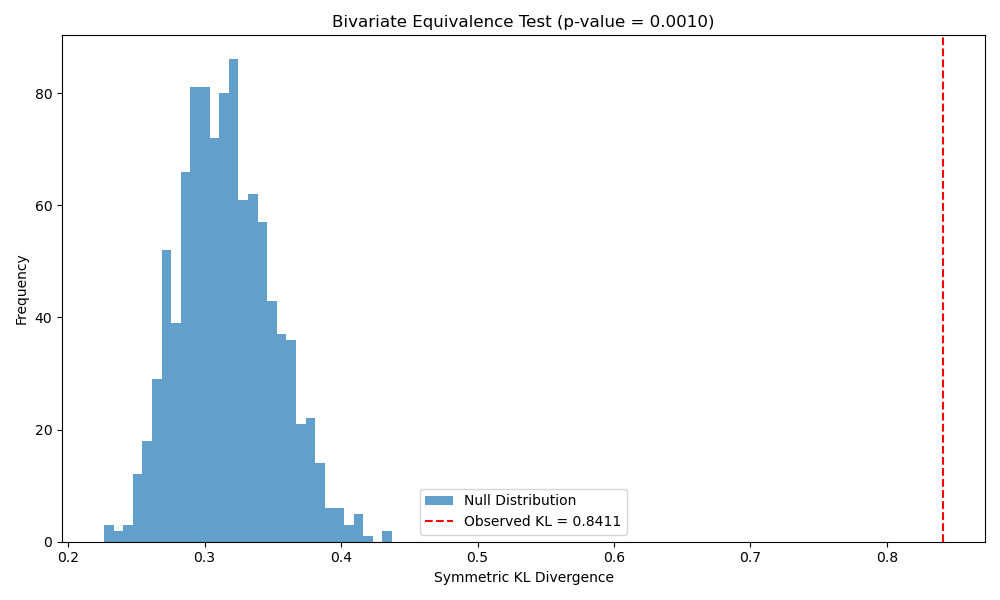 Bivariate Equivalence Test (p-value = 0.0010)
Frequency
80
60
40
20
0
0.2 0.3 0.4 0.5 0.6 0.7 0.8
Symmetric KL Divergence
Null Distribution
Observed KL = 0.8411